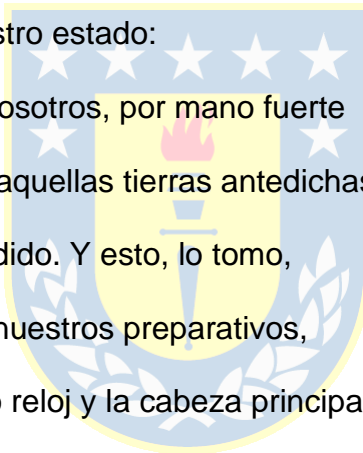 stro estado:
osotros, por mano fuerte
aquellas tierras antedichas
dido. Y esto, lo tomo,
nuestros preparativos,
reloj y la cabeza principa